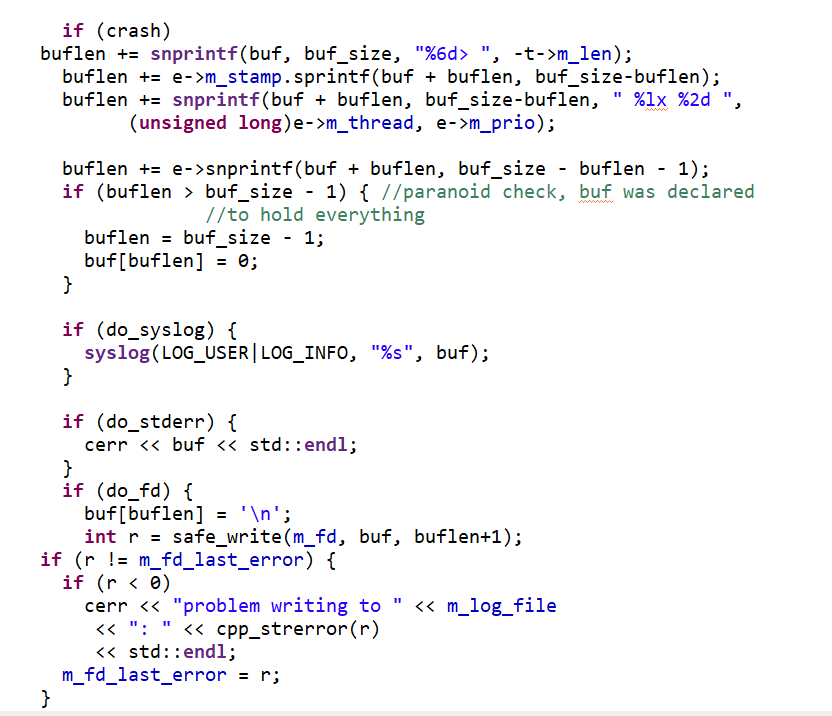 if (crash)
buflen += snprintf(buf, buf_size, "%6d> ", -t->m_len);
  buflen += e->m_stamp.sprintf(buf + buflen, buf_size-buflen);
  buflen += snprintf(buf + buflen, buf_size-buflen, " %lx %2d ",
        (unsigned long)e->m_thread, e->m_prio);

  buflen += e->snprintf(buf + buflen, buf_size - buflen - 1);
  if (buflen > buf_size - 1) { //paranoid check, buf was declared
               //to hold everything
    buflen = buf_size - 1;
    buf[buflen] = 0;
  }

  if (do_syslog) {
    syslog(LOG_USER|LOG_INFO, "%s", buf);
  }

  if (do_stderr) {
    cerr << buf << std::endl;
  }
  if (do_fd) {
    buf[buflen] = '\n';
    int r = safe_write(m_fd, buf, buflen+1);
if (r != m_fd_last_error) {
  if (r < 0)
    cerr << "problem writing to " << m_log_file
     << ": " << cpp_strerror(r)
     << std::endl;
  m_fd_last_error = r;
}